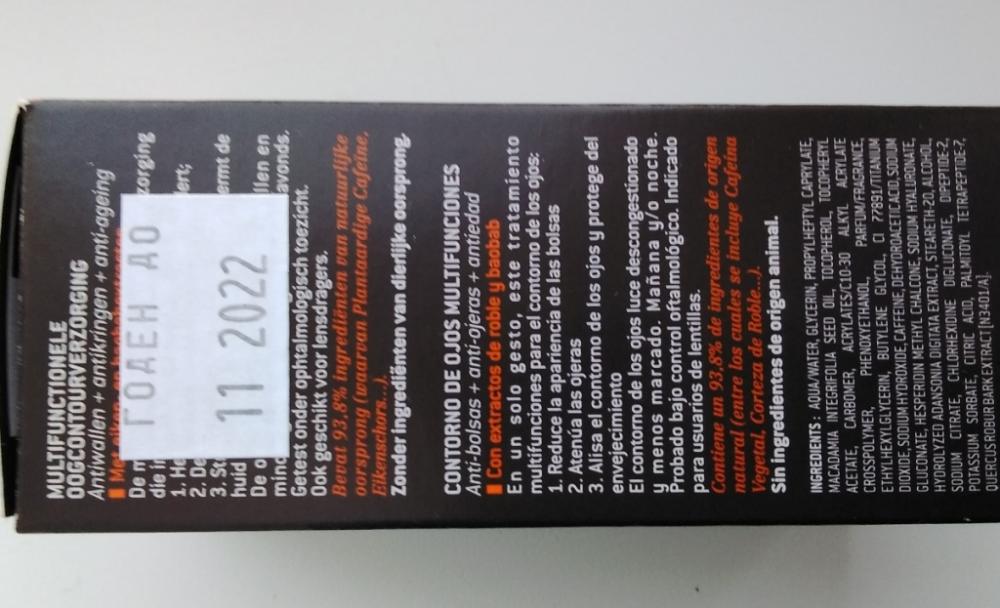 MULTIFUNCTIONELE
OOGCONTOURVERZORGING
Antiwallen + antikringen + anti-ageing
Met
De zorging
die
1. ert;
2.
3. ermt de
huid
De llen en
avonds.
Getest onder ophtalmologisch toezicht.
Ook geschikt voor lensdragers.
Bevat 93,8% ingrediënten van natuurlijke
oorsprong (waarvan Plantaardige Cafeïne,
Eikenschors...).
Zonder ingrediënten van dierlijke oorsprong.
ГОДЕН ДО
11 2022
CONTORNO DE OJOS MULTIFUNCIONES
Anti-bolsas + anti-ojeras + antiedad
Con extractos de roble y baobab
En un solo gesto, este tratamiento
multifunciones para el contorno de los ojos:
1. Reduce la apariencia de las bolsas
2. Atenúa las ojeras
3. Alisa el contorno de los ojos y protege del
envejecimiento
El contorno de los ojos luce descongestionado
y menos marcado. Mañana y/o noche.
Probado bajo control oftalmológico. Indicado
para usuarios de lentillas.
Contiene un 93,8% de ingredientes de origen
natural (entre los cuales se incluye Cafeína
Vegetal, Corteza de Roble...).
Sin ingredientes de origen animal.
INGREDIENTS : AQUA/WATER, GLYCERIN, PROPYLHEPTYL CAPRYLATE,
MACADAMIA INTEGRIFOLIA SEED OIL, TOCOPHEROL, TOCOPHERYL
ACETATE, CARBOMER, ACRYLATES/C10-30 ALKYL ACRYLATE
CROSSPOLYMER, PHENOXYETHANOL, PARFUM/FRAGRANCE,
ETHYLHEXYLGLYCERIN, BUTYLENE GLYCOL, CI 77891/TITANIUM
DIOXIDE, SODIUM HYDROXIDE, CAFFEINE, DEHYDROACETIC ACID, SODIUM
GLUCONATE, HESPERIDIN METHYL CHALCONE, SODIUM HYALURONATE,
HYDROLYZED ADANSONIA DIGITATA EXTRACT, STEARETH-20, ALCOHOL,
SODIUM CITRATE, CHLORHEXIDINE DIGLUCONATE, DIPEPTIDE-2,
POTASSIUM SORBATE, CITRIC ACID, PALMITOYL TETRAPEPTIDE-7,
QUERCUS ROBUR BARK EXTRACT [N3401/A]